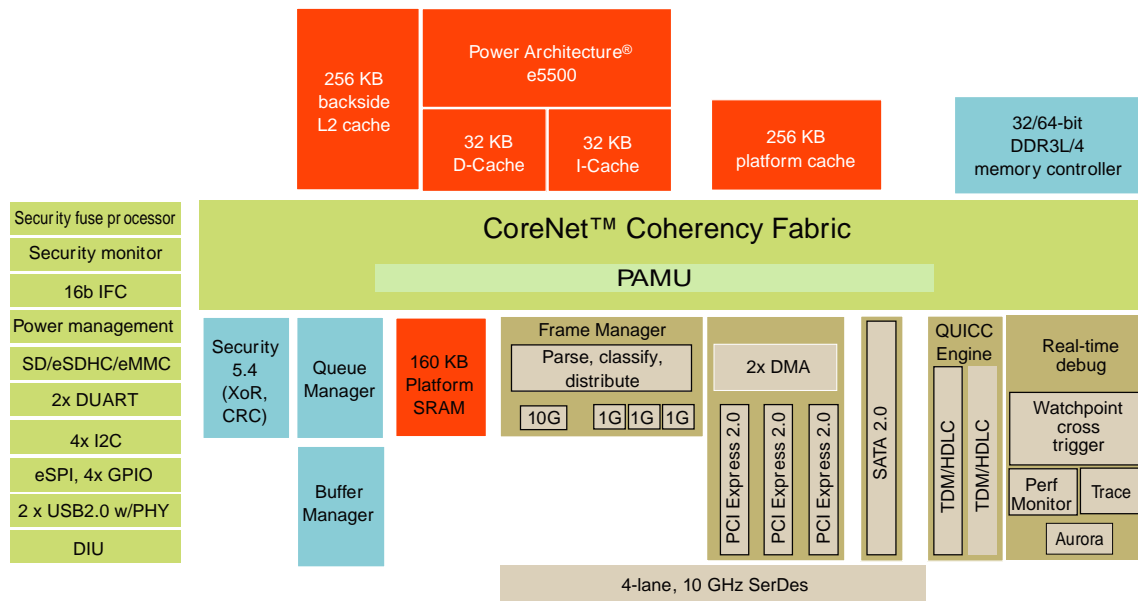 256 KB
backside
L2 cache
Power Architecture®
e5500
32 KB
D-Cache
32 KB
I-Cache
256 KB
platform cache
32/64-bit
DDR3L/4
memory controller
Security fuse processor
Security monitor
16b IFC
Power management
SD/eSDHC/eMMC
2x DUART
4x I2C
eSPI, 4x GPIO
2 x USB2.0 w/PHY
DIU
CoreNet™ Coherency Fabric
PAMU
Security
5.4
(XoR,
CRC)
Queue
Manager
Buffer
Manager
160 KB
Platform
SRAM
Frame Manager
Parse, classify,
distribute
10G
1G
1G
1G
2x DMA
PCI Express 2.0
PCI Express 2.0
PCI Express 2.0
SATA 2.0
QUICC
Engine
TDM/HDLC
TDM/HDLC
Real-time
debug
Watchpoint
cross
trigger
Perf
Monitor
Trace
Aurora
4-lane, 10 GHz SerDes